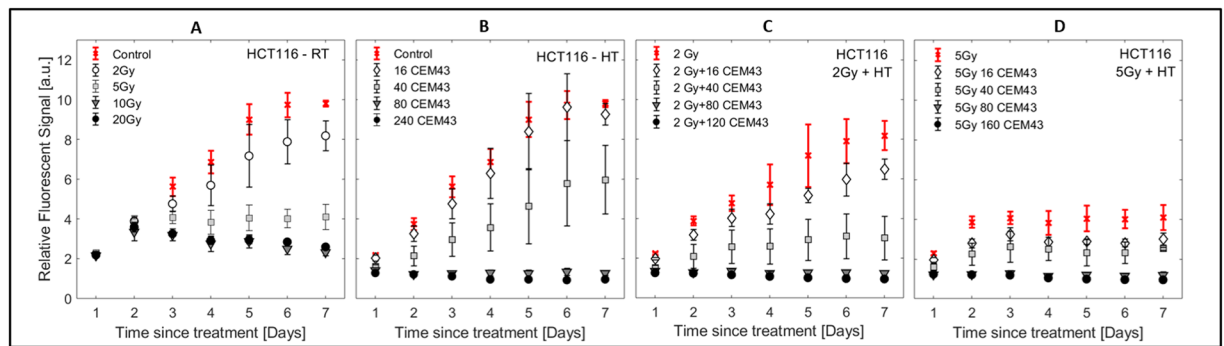 A
B
C
D
Relative Fluorescent Signal [a.u.]
12
10
8
6
4
2
0
HCT116 - RT
Control
2Gy
5Gy
10Gy
20Gy
1 2 3 4 5 6 7
Time since treatment [Days]
HCT116 - HT
Control
16 CEM43
40 CEM43
80 CEM43
240 CEM43
1 2 3 4 5 6 7
Time since treatment [Days]
HCT116
2Gy + HT
2 Gy
2 Gy+16 CEM43
2 Gy+40 CEM43
2 Gy+80 CEM43
2 Gy+120 CEM43
1 2 3 4 5 6 7
Time since treatment [Days]
HCT116
5Gy + HT
5Gy
5Gy 16 CEM43
5Gy 40 CEM43
5Gy 80 CEM43
5Gy 160 CEM43
1 2 3 4 5 6 7
Time since treatment [Days]